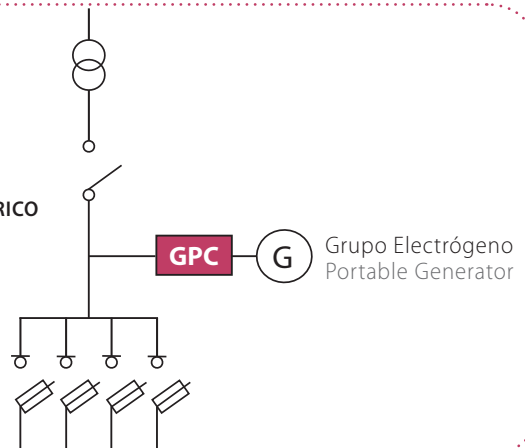 RICO
GPC
G
Grupo Electrógeno
Portable Generator